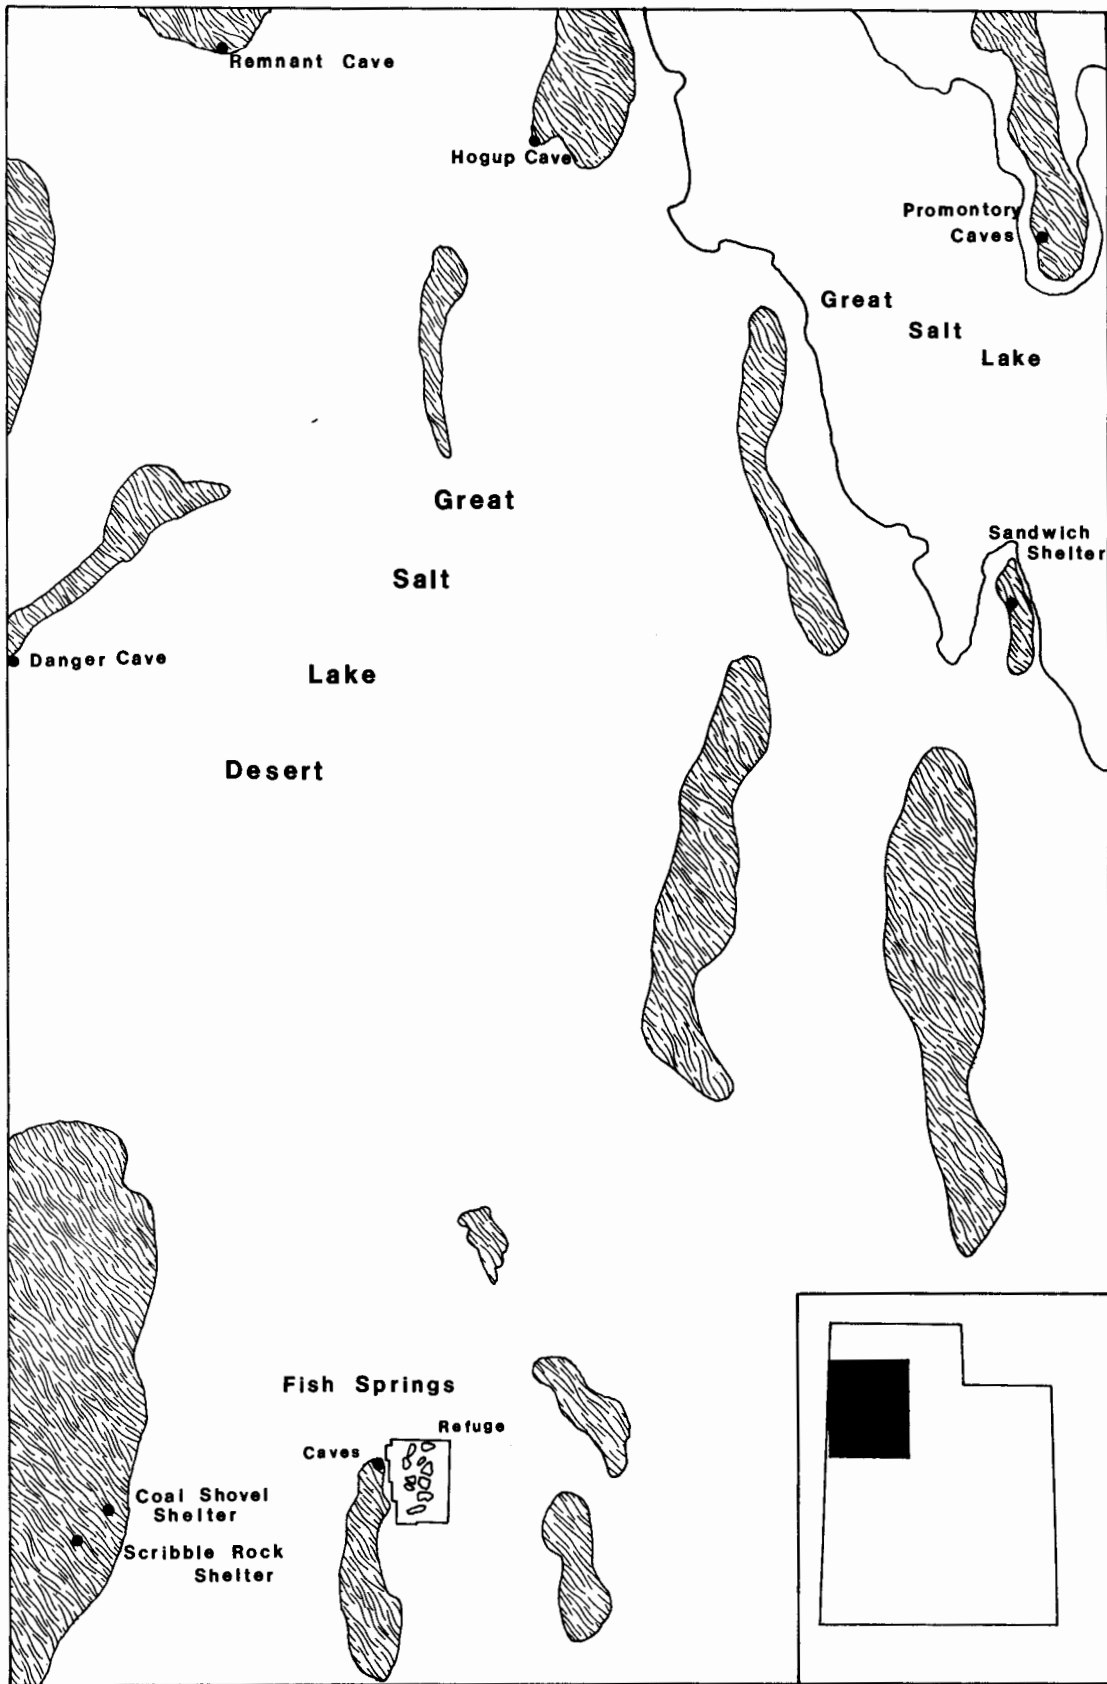 Remnant Cave
Hogup Cave
Promontory
Caves
Great
Salt
Lake
Great
Salt
Lake
Desert
Sandwich
Shelter
Danger Cave
Fish Springs
Refuge
Caves
Coal Shovel
Shelter
Scribble Rock
Shelter